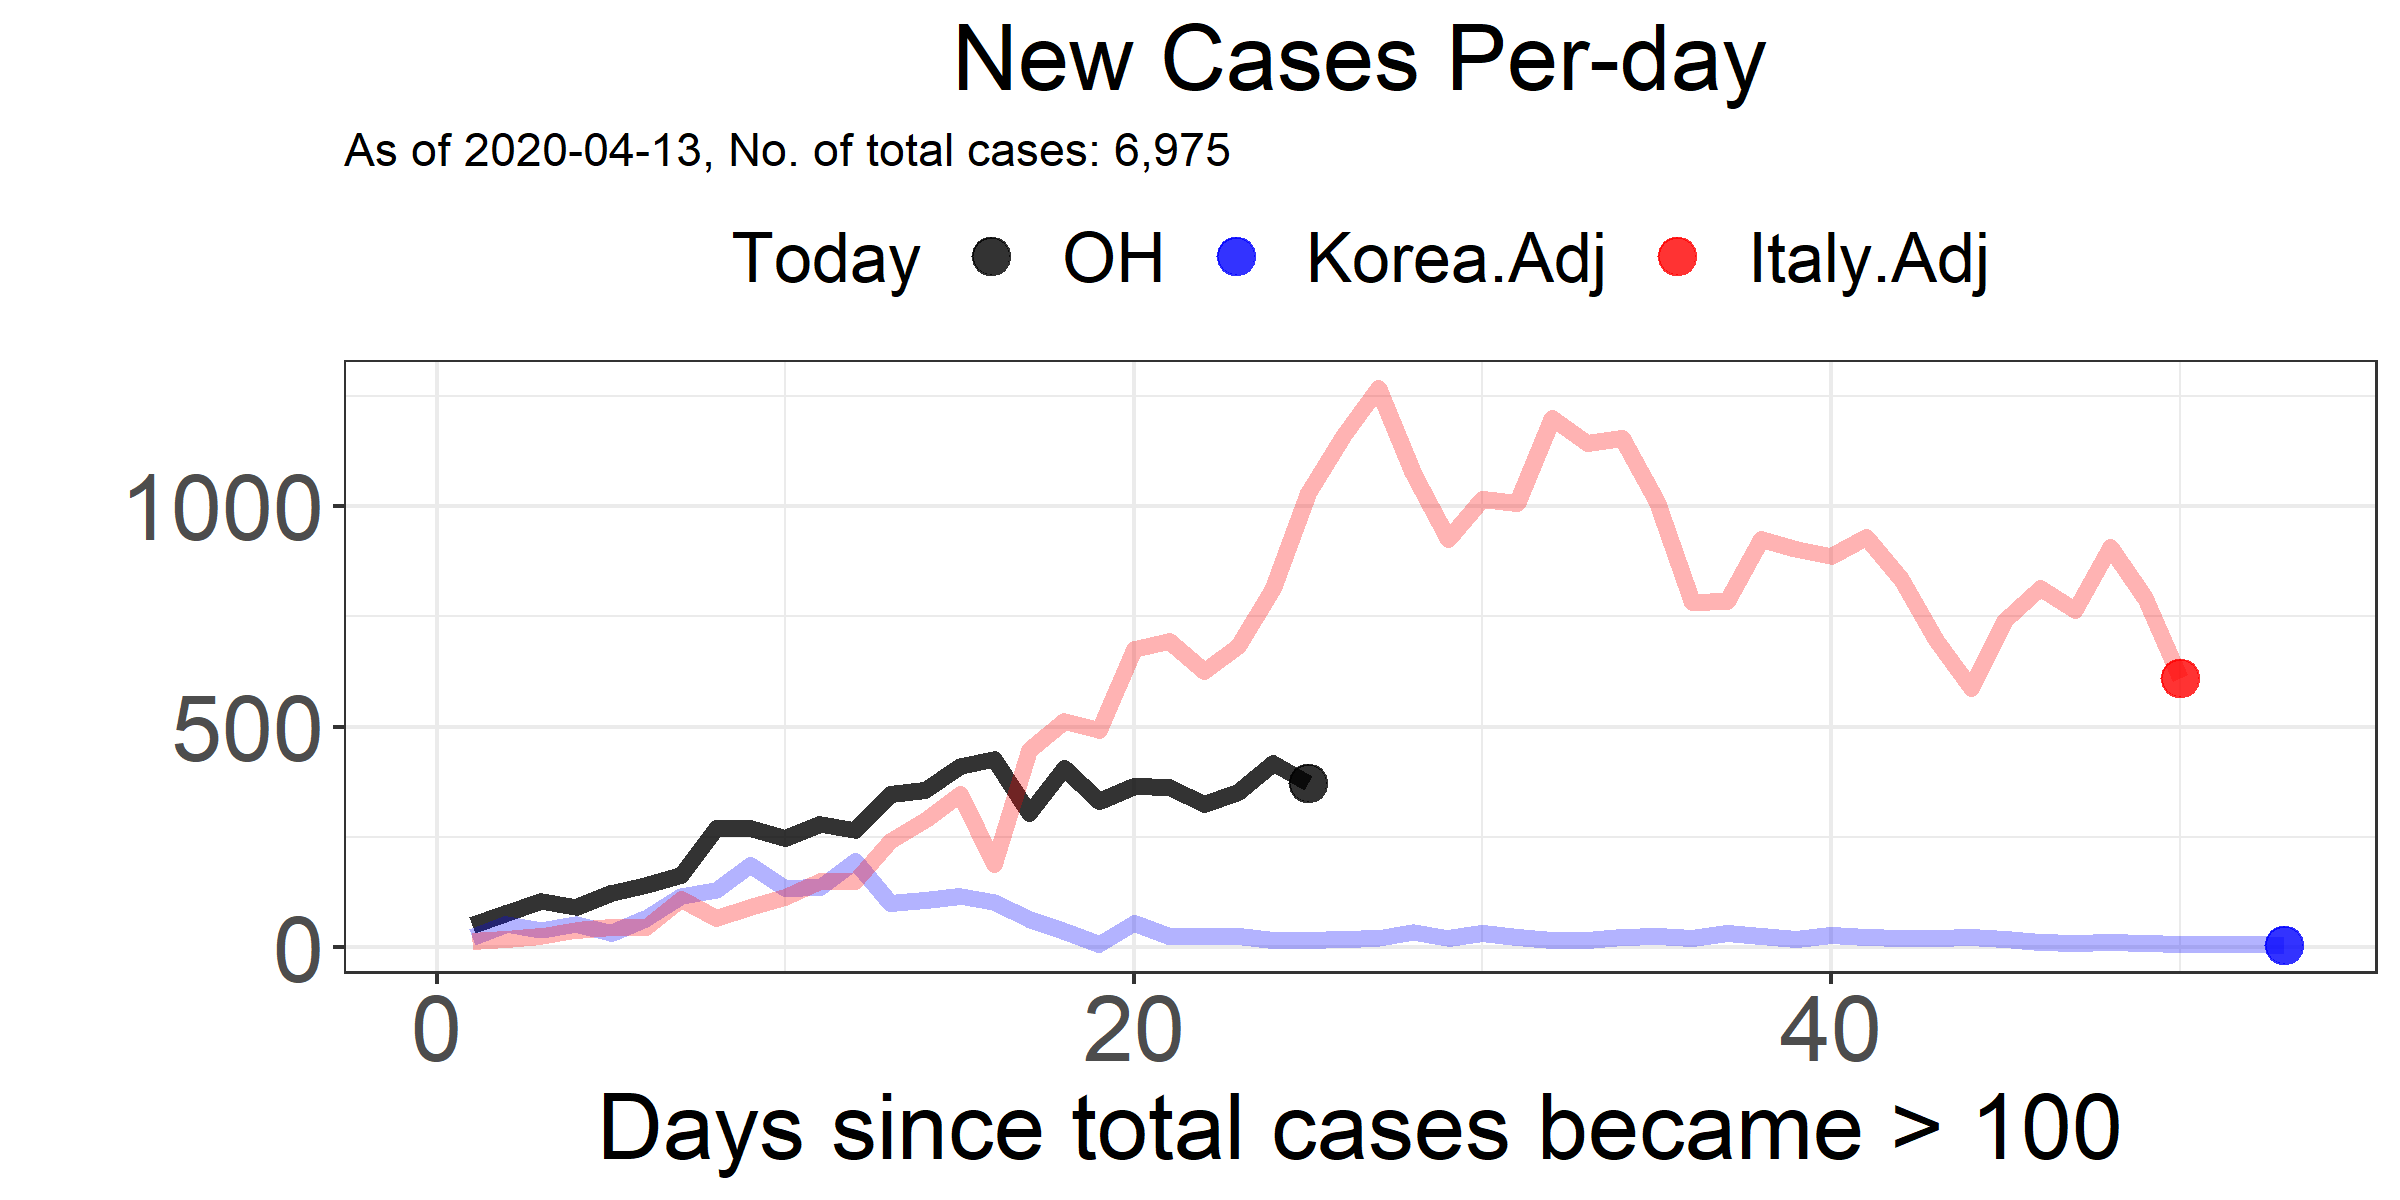 New Cases Per-day
As of 2020-04-13, No. of total cases: 6,975
Today OH Korea.Adj Italy.Adj
1000
500
0
0 20 40
Days since total cases became > 100